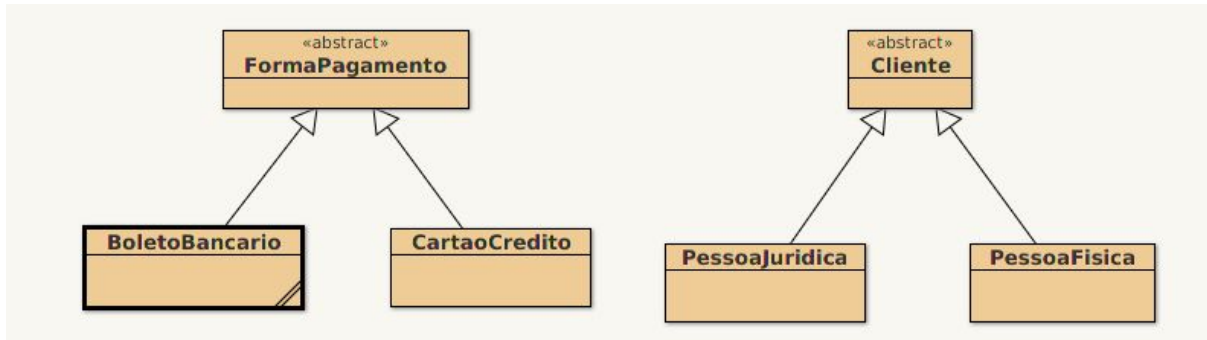 «abstract»
FormaPagamento
«abstract»
Cliente
BoletoBancario
CartaoCredito
PessoaJuridica
PessoaFisica